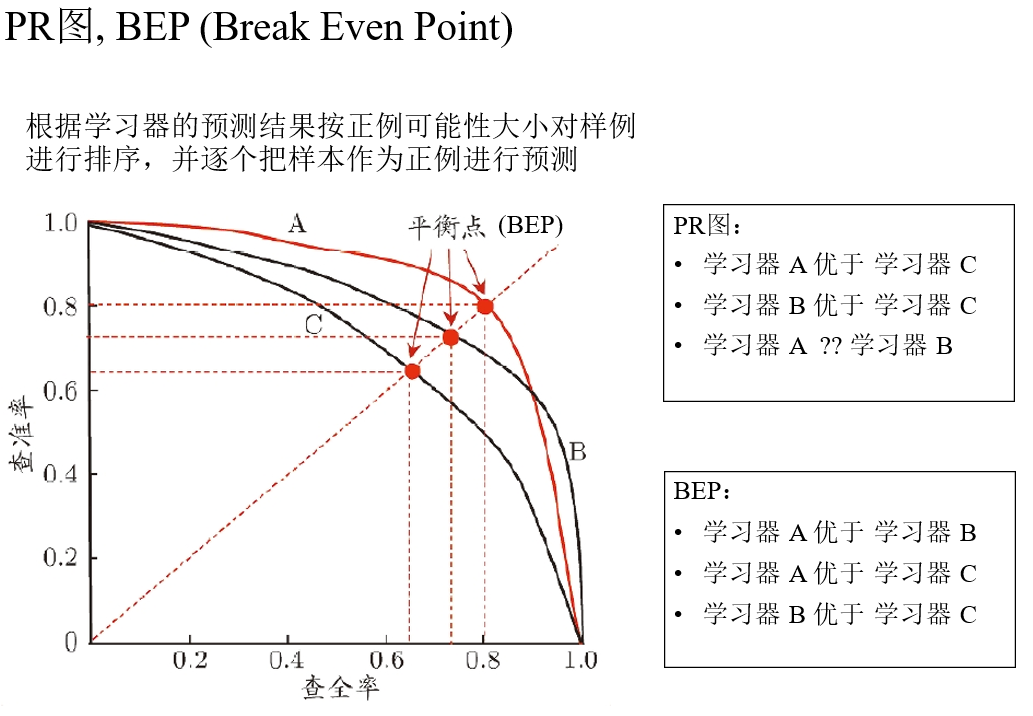 PR图, BEP (Break Even Point)
根据学习器的预测结果按正例可能性大小对样例
进行排序，并逐个把样本作为正例进行预测
1.0
0.8
0.6
0.4
0.2
0
查准率
A
平衡点 (BEP)
C
B
0.2
0.4
0.6
0.8
1.0
查全率
PR图：
• 学习器 A 优于 学习器 C
• 学习器 B 优于 学习器 C
• 学习器 A ?? 学习器 B
BEP：
• 学习器 A 优于 学习器 B
• 学习器 A 优于 学习器 C
• 学习器 B 优于 学习器 C